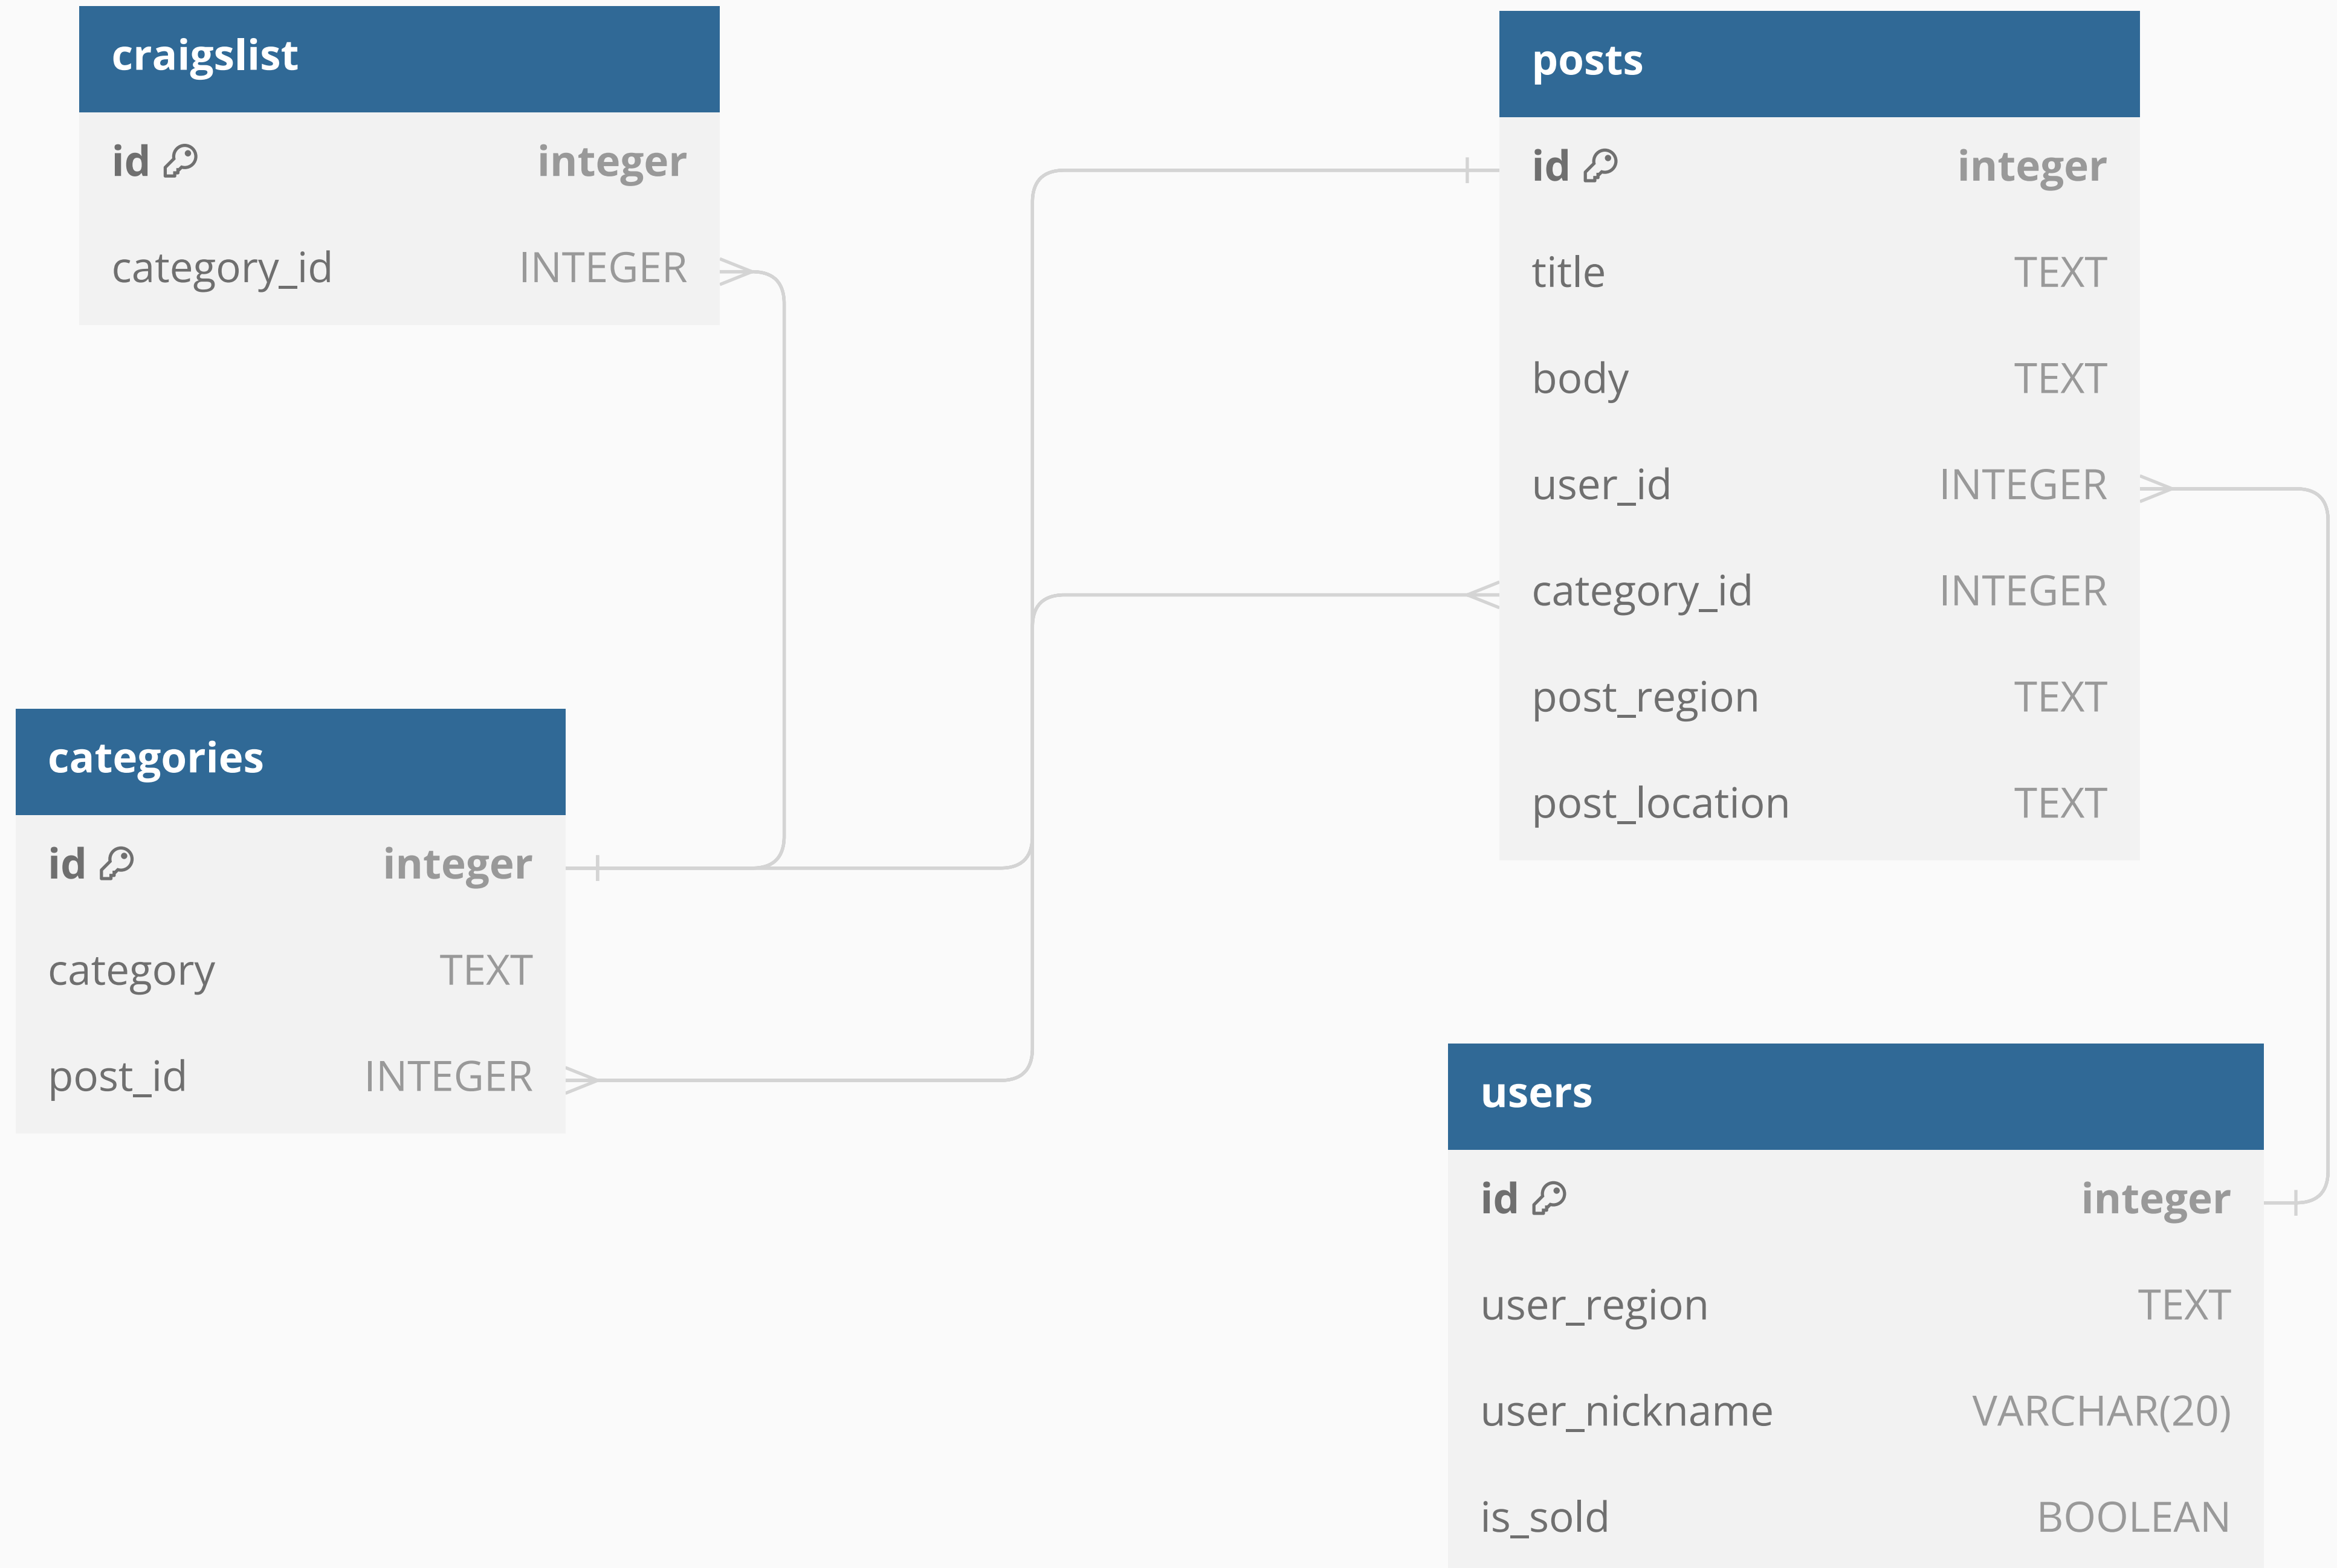 craigslist
id integer
category_id INTEGER
posts
id integer
title TEXT
body TEXT
user_id INTEGER
category_id INTEGER
post_region TEXT
post_location TEXT
categories
id integer
category TEXT
post_id INTEGER
users
id integer
user_region TEXT
user_nickname VARCHAR(20)
is_sold BOOLEAN